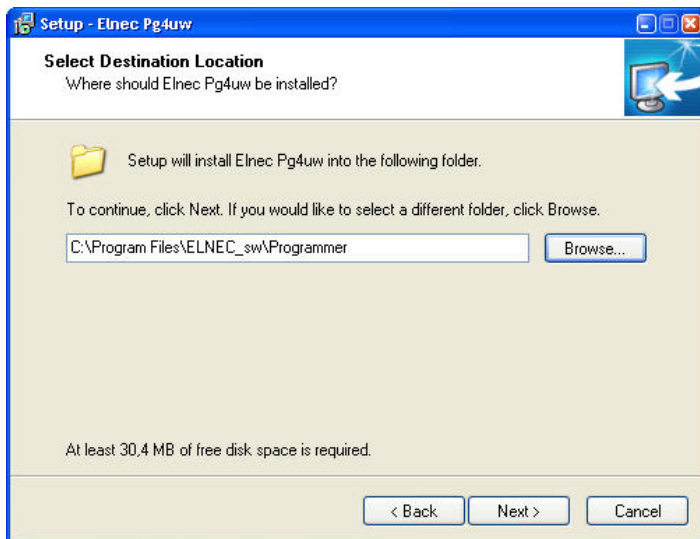 Setup - Elnec Pg4uw
Select Destination Location
Where should Elnec Pg4uw be installed?
Setup will install Elnec Pg4uw into the following folder.
To continue, click Next. If you would like to select a different folder, click Browse.
C:\Program Files\ELNEC_sw\Programmer
Browse...
At least 30,4 MB of free disk space is required.
< Back
Next >
Cancel